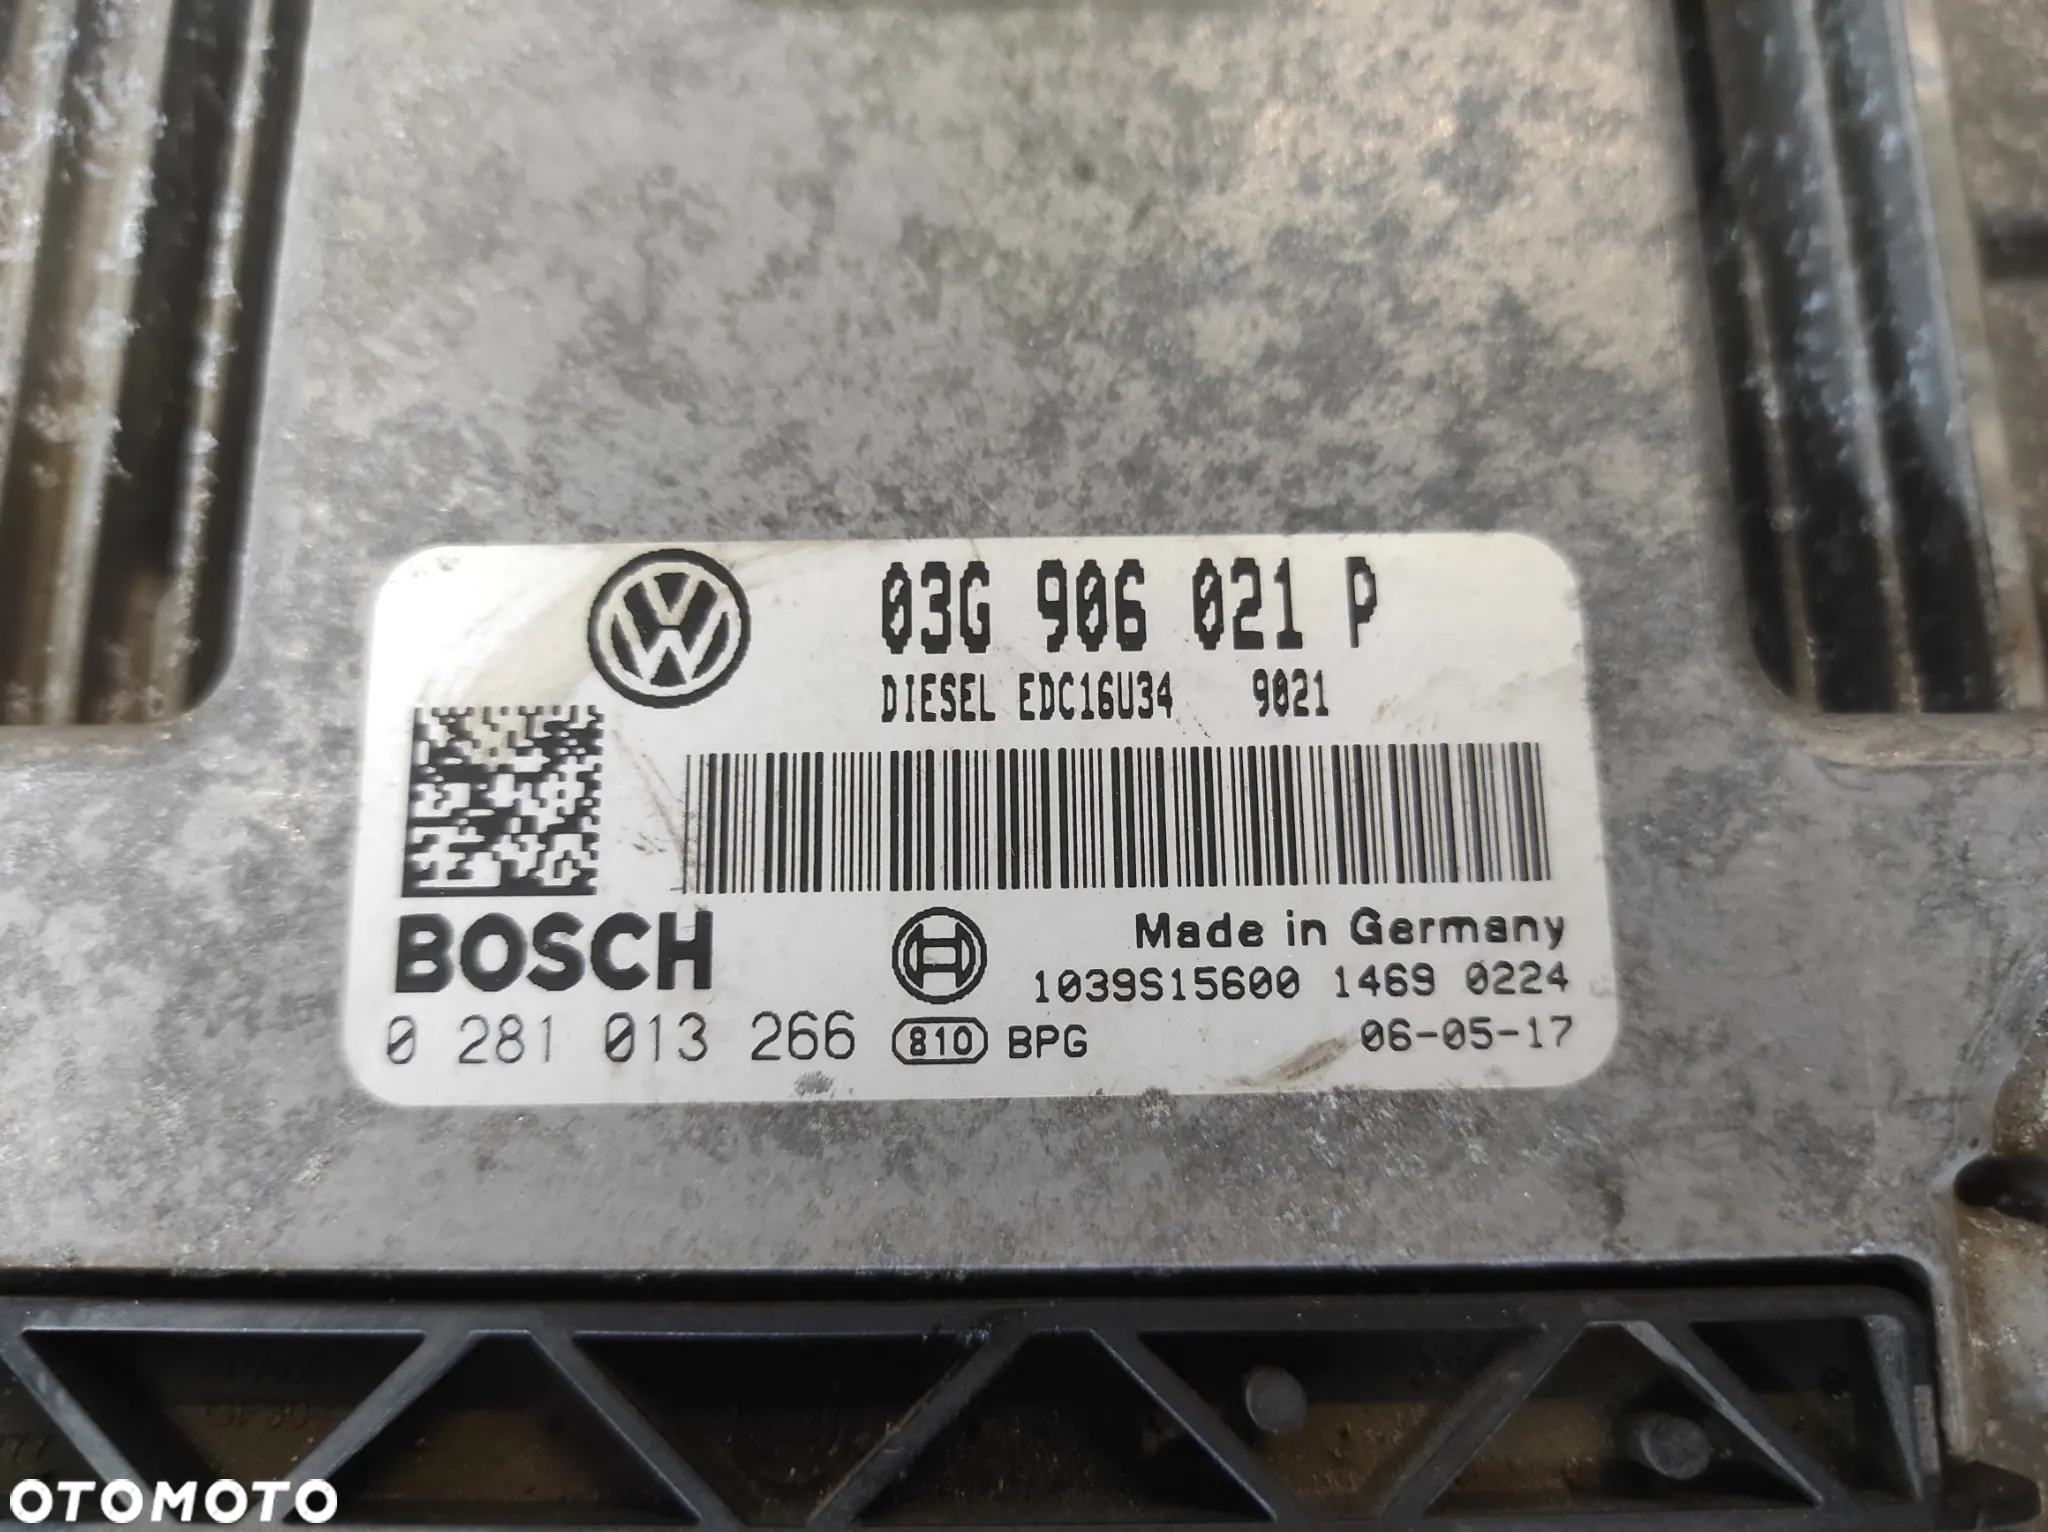 03G 906 021 P
DIESEL EDC16U34 9021
BOSCH
Made in Germany
1039S15600 1469 0224
0 281 013 266 810 BPG 06-05-17
OTOMOTO